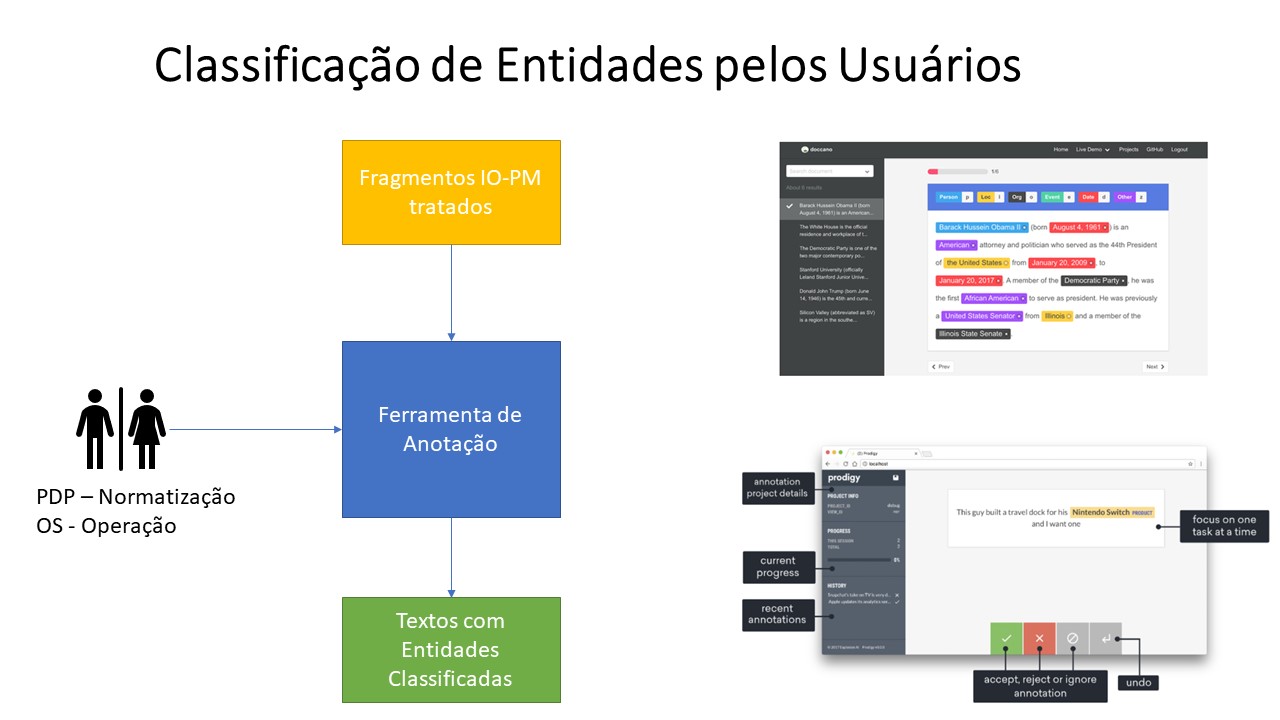 Classificação de Entidades pelos Usuários
Fragmentos IO-PM
tratados
Ferramenta de
Anotação
PDP – Normatização
OS - Operação
Textos com
Entidades
Classificadas
doccano
Home Live Demo Projects GitHub Logout
Search document
About 6 results
Barack Hussein Obama II (born
August 4, 1961) is an American...
The White House is the official
residence and workplace of t...
The Democratic Party is one of the
two major contemporary po...
Stanford University (officially
Leland Stanford Junior Unive...
Donald John Trump (born June
14, 1946) is the 45th and curre...
Silicon Valley (abbreviated as SV)
is a region in the southe...
1/6
Person p Loc l Org o Event e Date d Other z
Barack Hussein Obama II (born August 4, 1961) is an
American attorney and politician who served as the 44th President
of the United States from January 20, 2009, to
January 20, 2017. A member of the Democratic Party, he was
the first African American to serve as president. He was previously
a United States Senator from Illinois and a member of the
Illinois State Senate
Prev
Next
Prodigy
localhost
prodigy
PROJECT INFO
PROJECT_ID
VIEW_ID
PROGRESS
THIS SESSION
TOTAL
HISTORY
annotation
project details
current
progress
recent
annotations
This guy built a travel dock for his Nintendo Switch PRODUCT
and I want one
focus on one
task at a time
accept, reject or ignore
annotation
undo